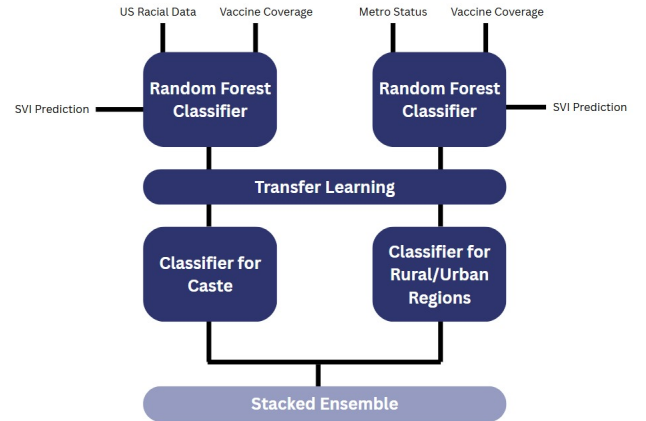 US Racial Data
Vaccine Coverage
Metro Status
Vaccine Coverage
Random Forest
Classifier
Random Forest
Classifier
SVI Prediction
SVI Prediction
Transfer Learning
Classifier for
Caste
Classifier for
Rural/Urban
Regions
Stacked Ensemble